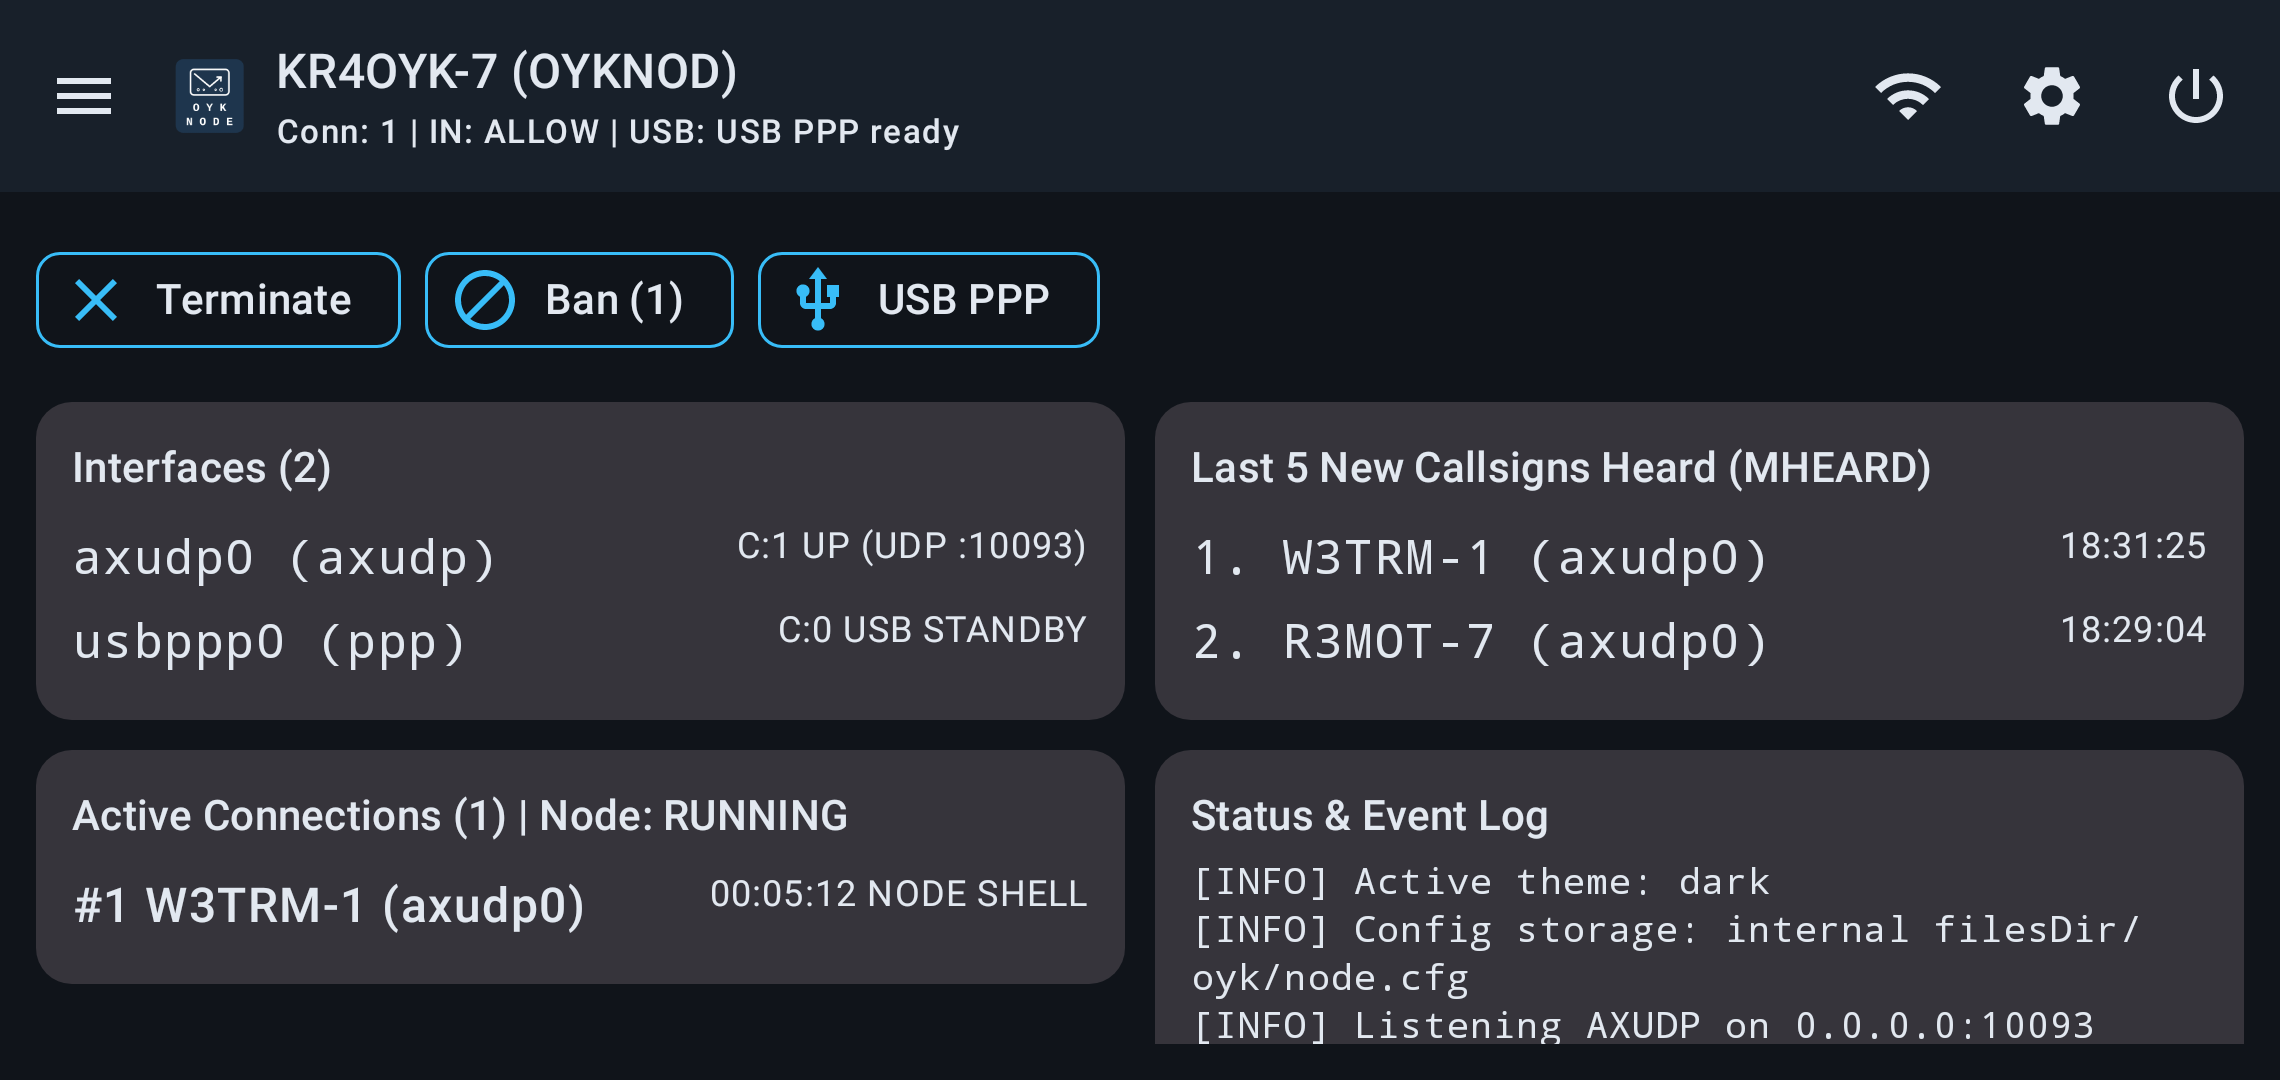 OYK
NODE
KR4OYK-7 (OYKNOD)
Conn: 1 | IN: ALLOW | USB: USB PPP ready
Terminate
Ban (1)
USB PPP
Interfaces (2)
axudp0 (axudp) C:1 UP (UDP :10093)
usbppp0 (ppp) C:0 USB STANDBY
Last 5 New Callsigns Heard (MHEARD)
1. W3TRM-1 (axudp0) 18:31:25
2. R3MOT-7 (axudp0) 18:29:04
Active Connections (1) | Node: RUNNING
#1 W3TRM-1 (axudp0) 00:05:12 NODE SHELL
Status & Event Log
[INFO] Active theme: dark
[INFO] Config storage: internal filesDir/
oyk/node.cfg
[INFO] Listening AXUDP on 0.0.0.0:10093